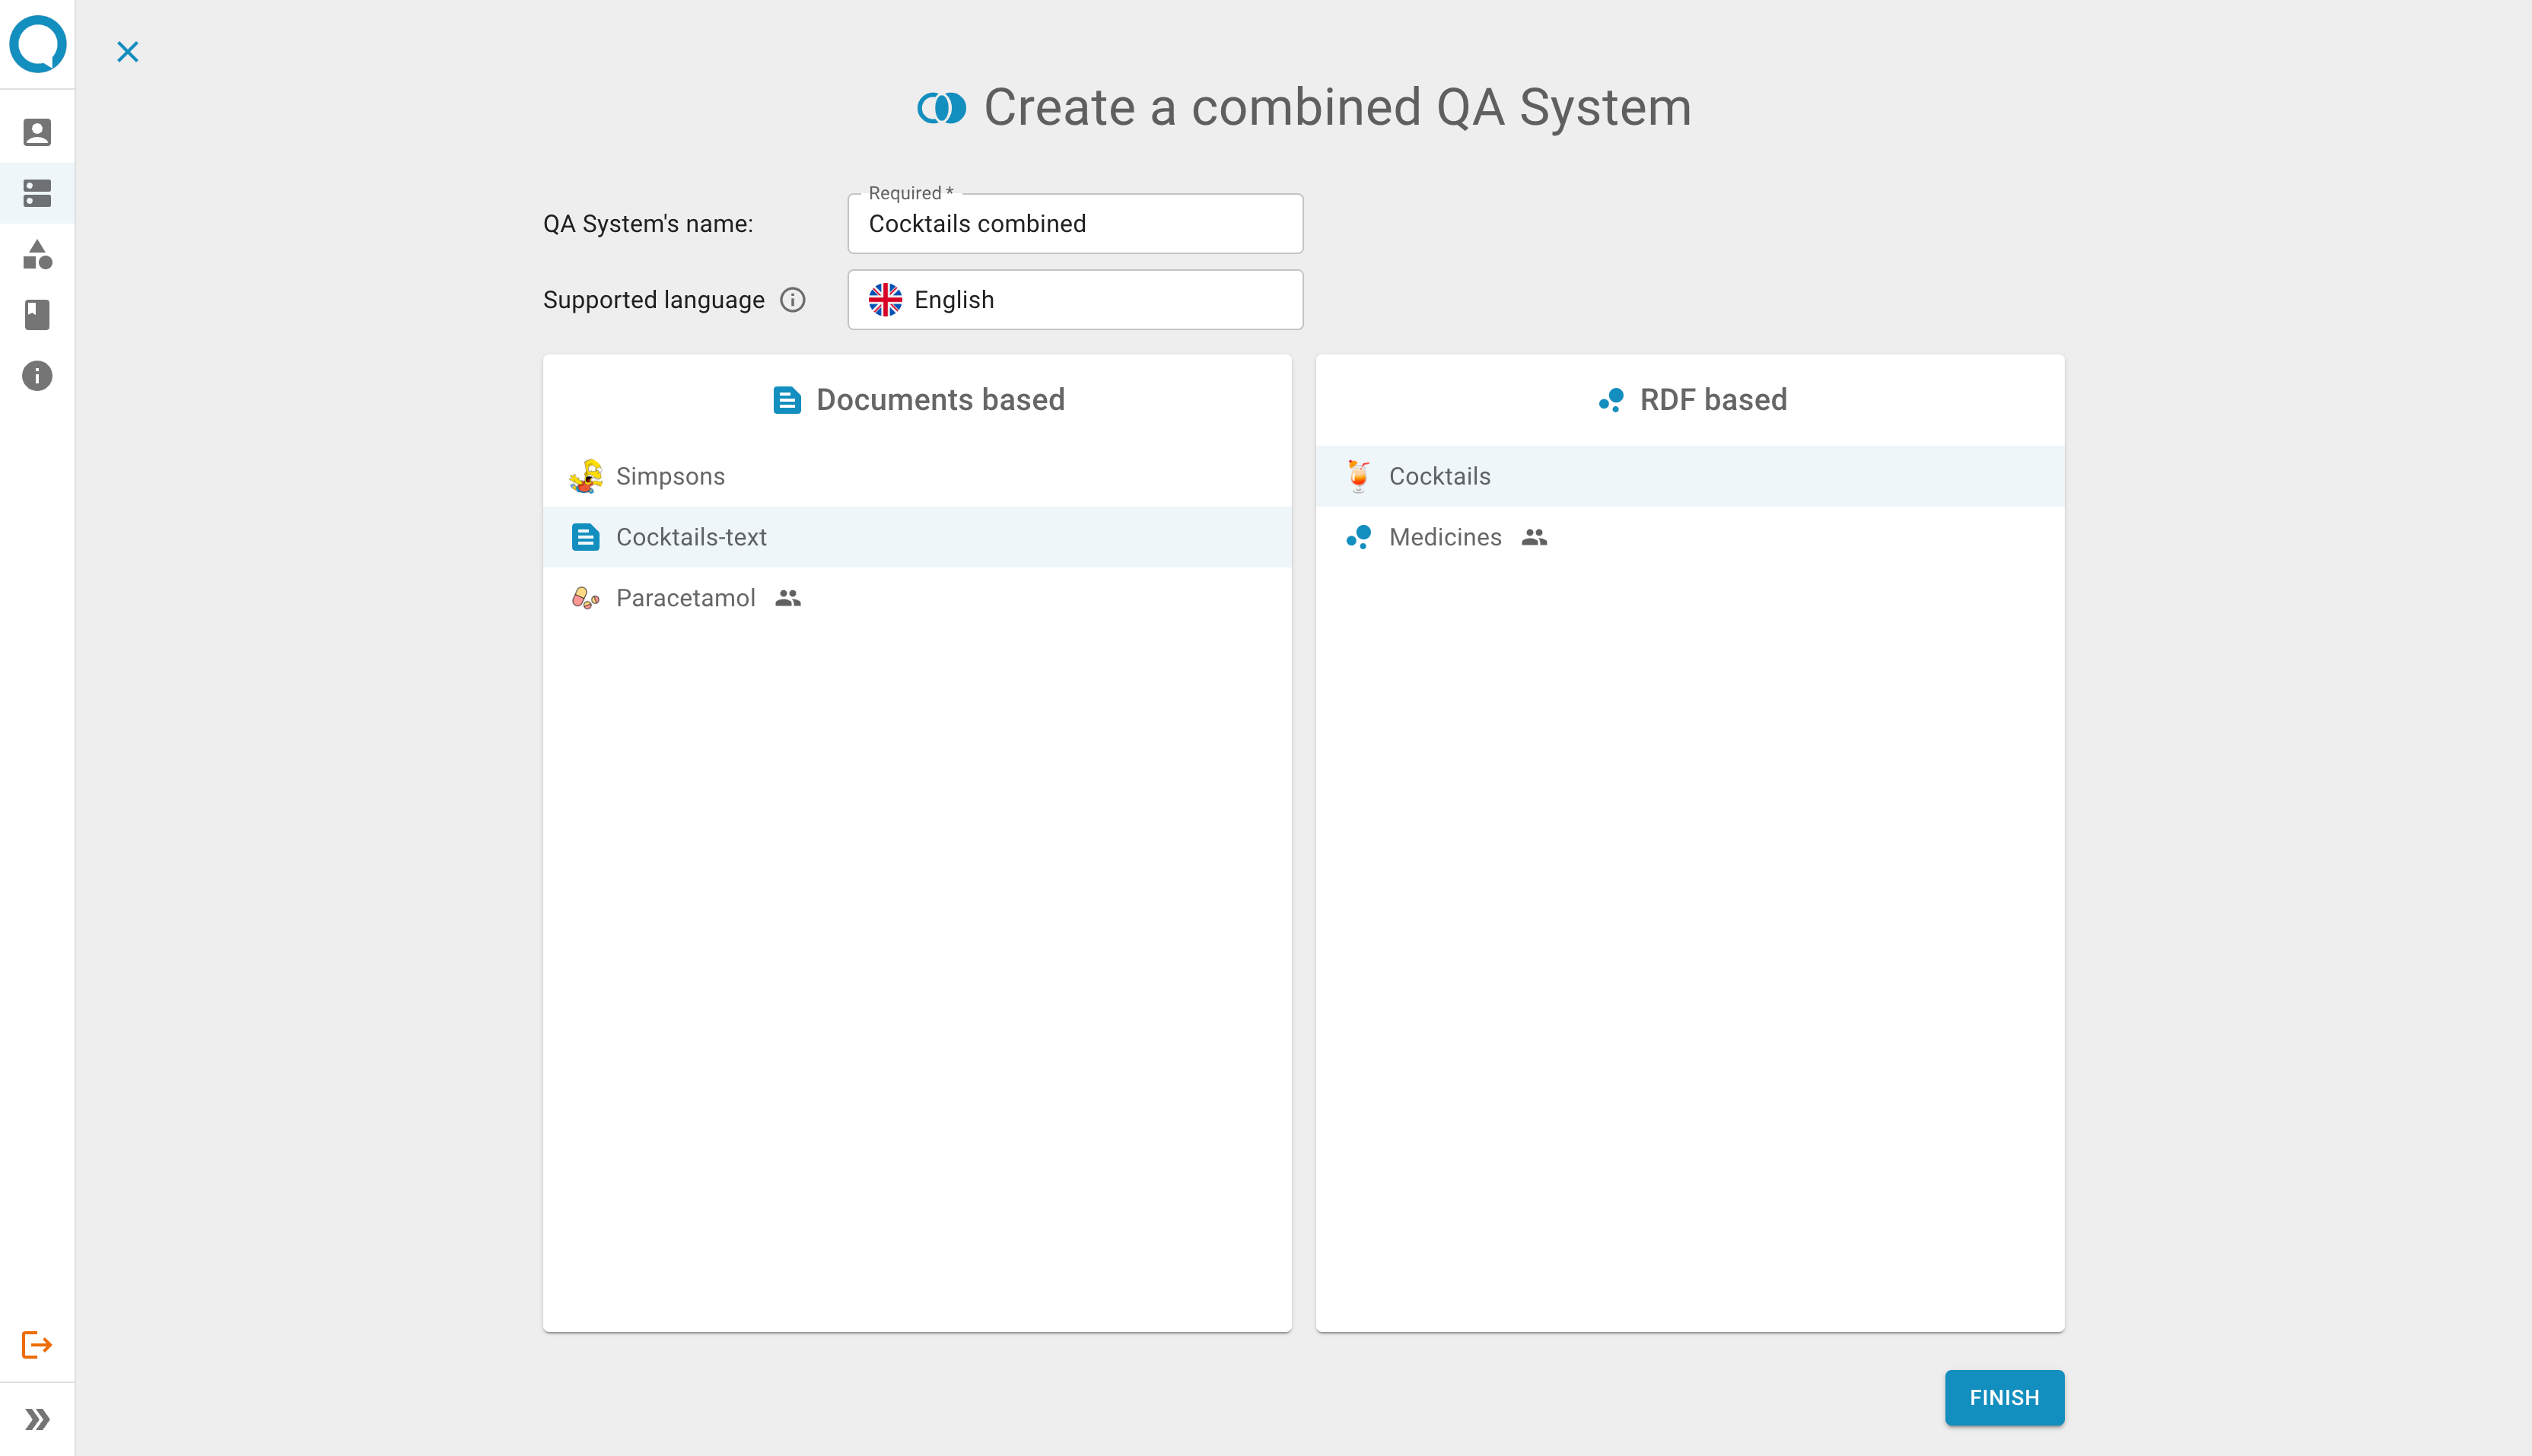 Create a combined QA System
Required *
QA System's name:
Cocktails combined
Supported language
English
Documents based
Simpsons
Cocktails-text
Paracetamol
RDF based
Cocktails
Medicines
FINISH